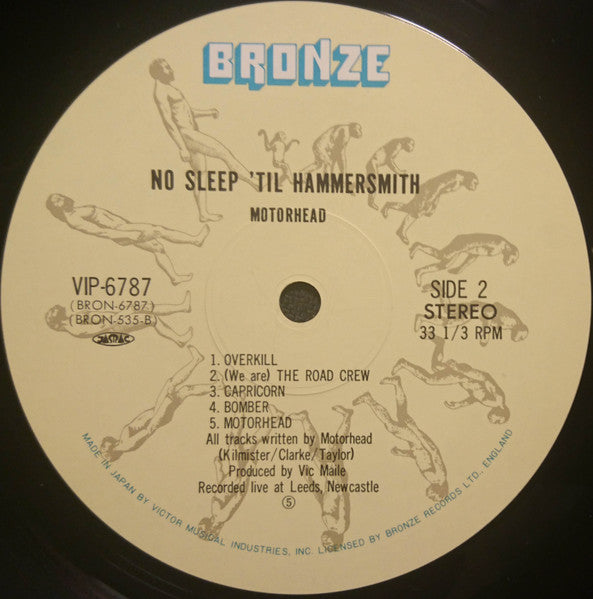 BRONZE
NO SLEEP 'TIL HAMMERSMITH
MOTORHEAD
VIP-6787
(BRON-6787)
(BRON-535-B)
JASRAC
SIDE 2
STEREO
33 1/3 RPM
1. OVERKILL
2. (We are) THE ROAD CREW
3. CAPRICORN
4. BOMBER
5. MOTORHEAD
All tracks written by Motorhead
(Kilmister/Clarke, Taylor)
Produced by Vic Maile
Recorded live at Leeds, Newcastle
⑤
MADE IN JAPAN BY VICTOR MUSICAL INDUSTRIES, INC. LICENSED BY BRONZE RECORDS LTD., ENGLAND